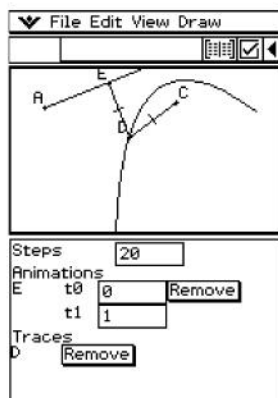 File Edit View Draw
E
A
C
D
Steps 20
Animations
E t0 0 Remove
t1 1
Traces
D Remove